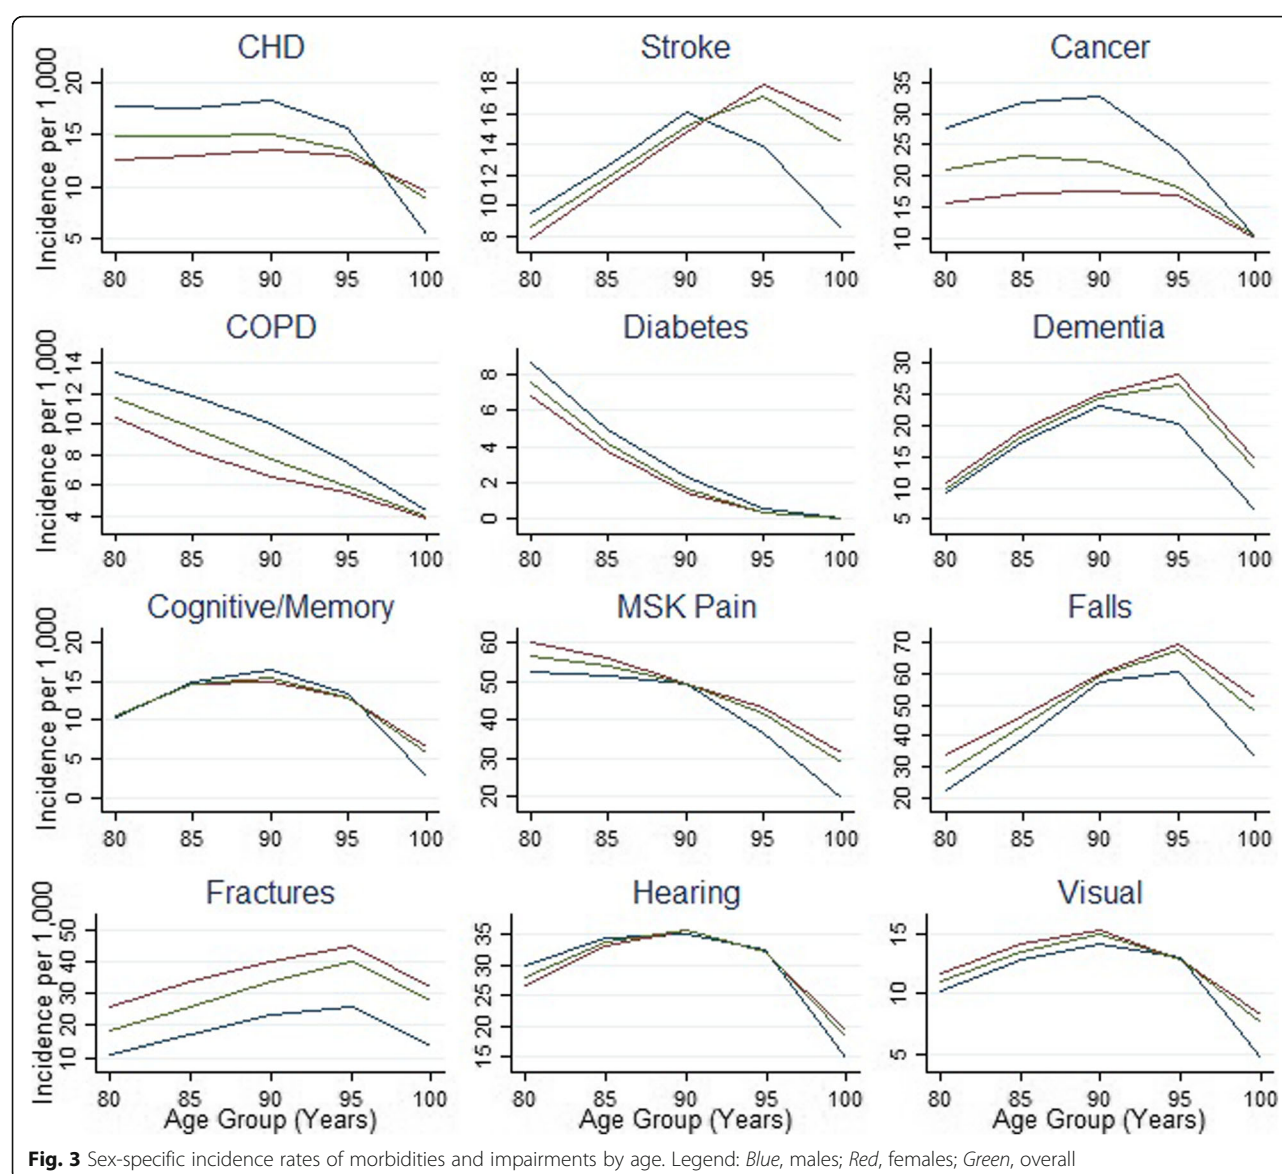 CHD Stroke Cancer
Incidence per 1,000
20
15
10
5
80 85 90 95 100
18
16
14
12
10
8
80 85 90 95 100
35
30
25
20
15
10
80 85 90 95 100
COPD Diabetes Dementia
Incidence per 1,000
14
12
10
8
6
4
80 85 90 95 100
8
6
4
2
0
80 85 90 95 100
30
25
20
15
10
5
80 85 90 95 100
Cognitive/Memory MSK Pain Falls
Incidence per 1,000
20
15
10
5
0
80 85 90 95 100
60
50
40
30
20
80 85 90 95 100
70
60
50
40
30
20
80 85 90 95 100
Fractures Hearing Visual
Incidence per 1,000
50
40
30
20
10
80 85 90 95 100
Age Group (Years)
35
30
25
20
15
80 85 90 95 100
Age Group (Years)
15
10
5
80 85 90 95 100
Age Group (Years)
Fig. 3 Sex-specific incidence rates of morbidities and impairments by age. Legend: Blue, males; Red, females; Green, overall